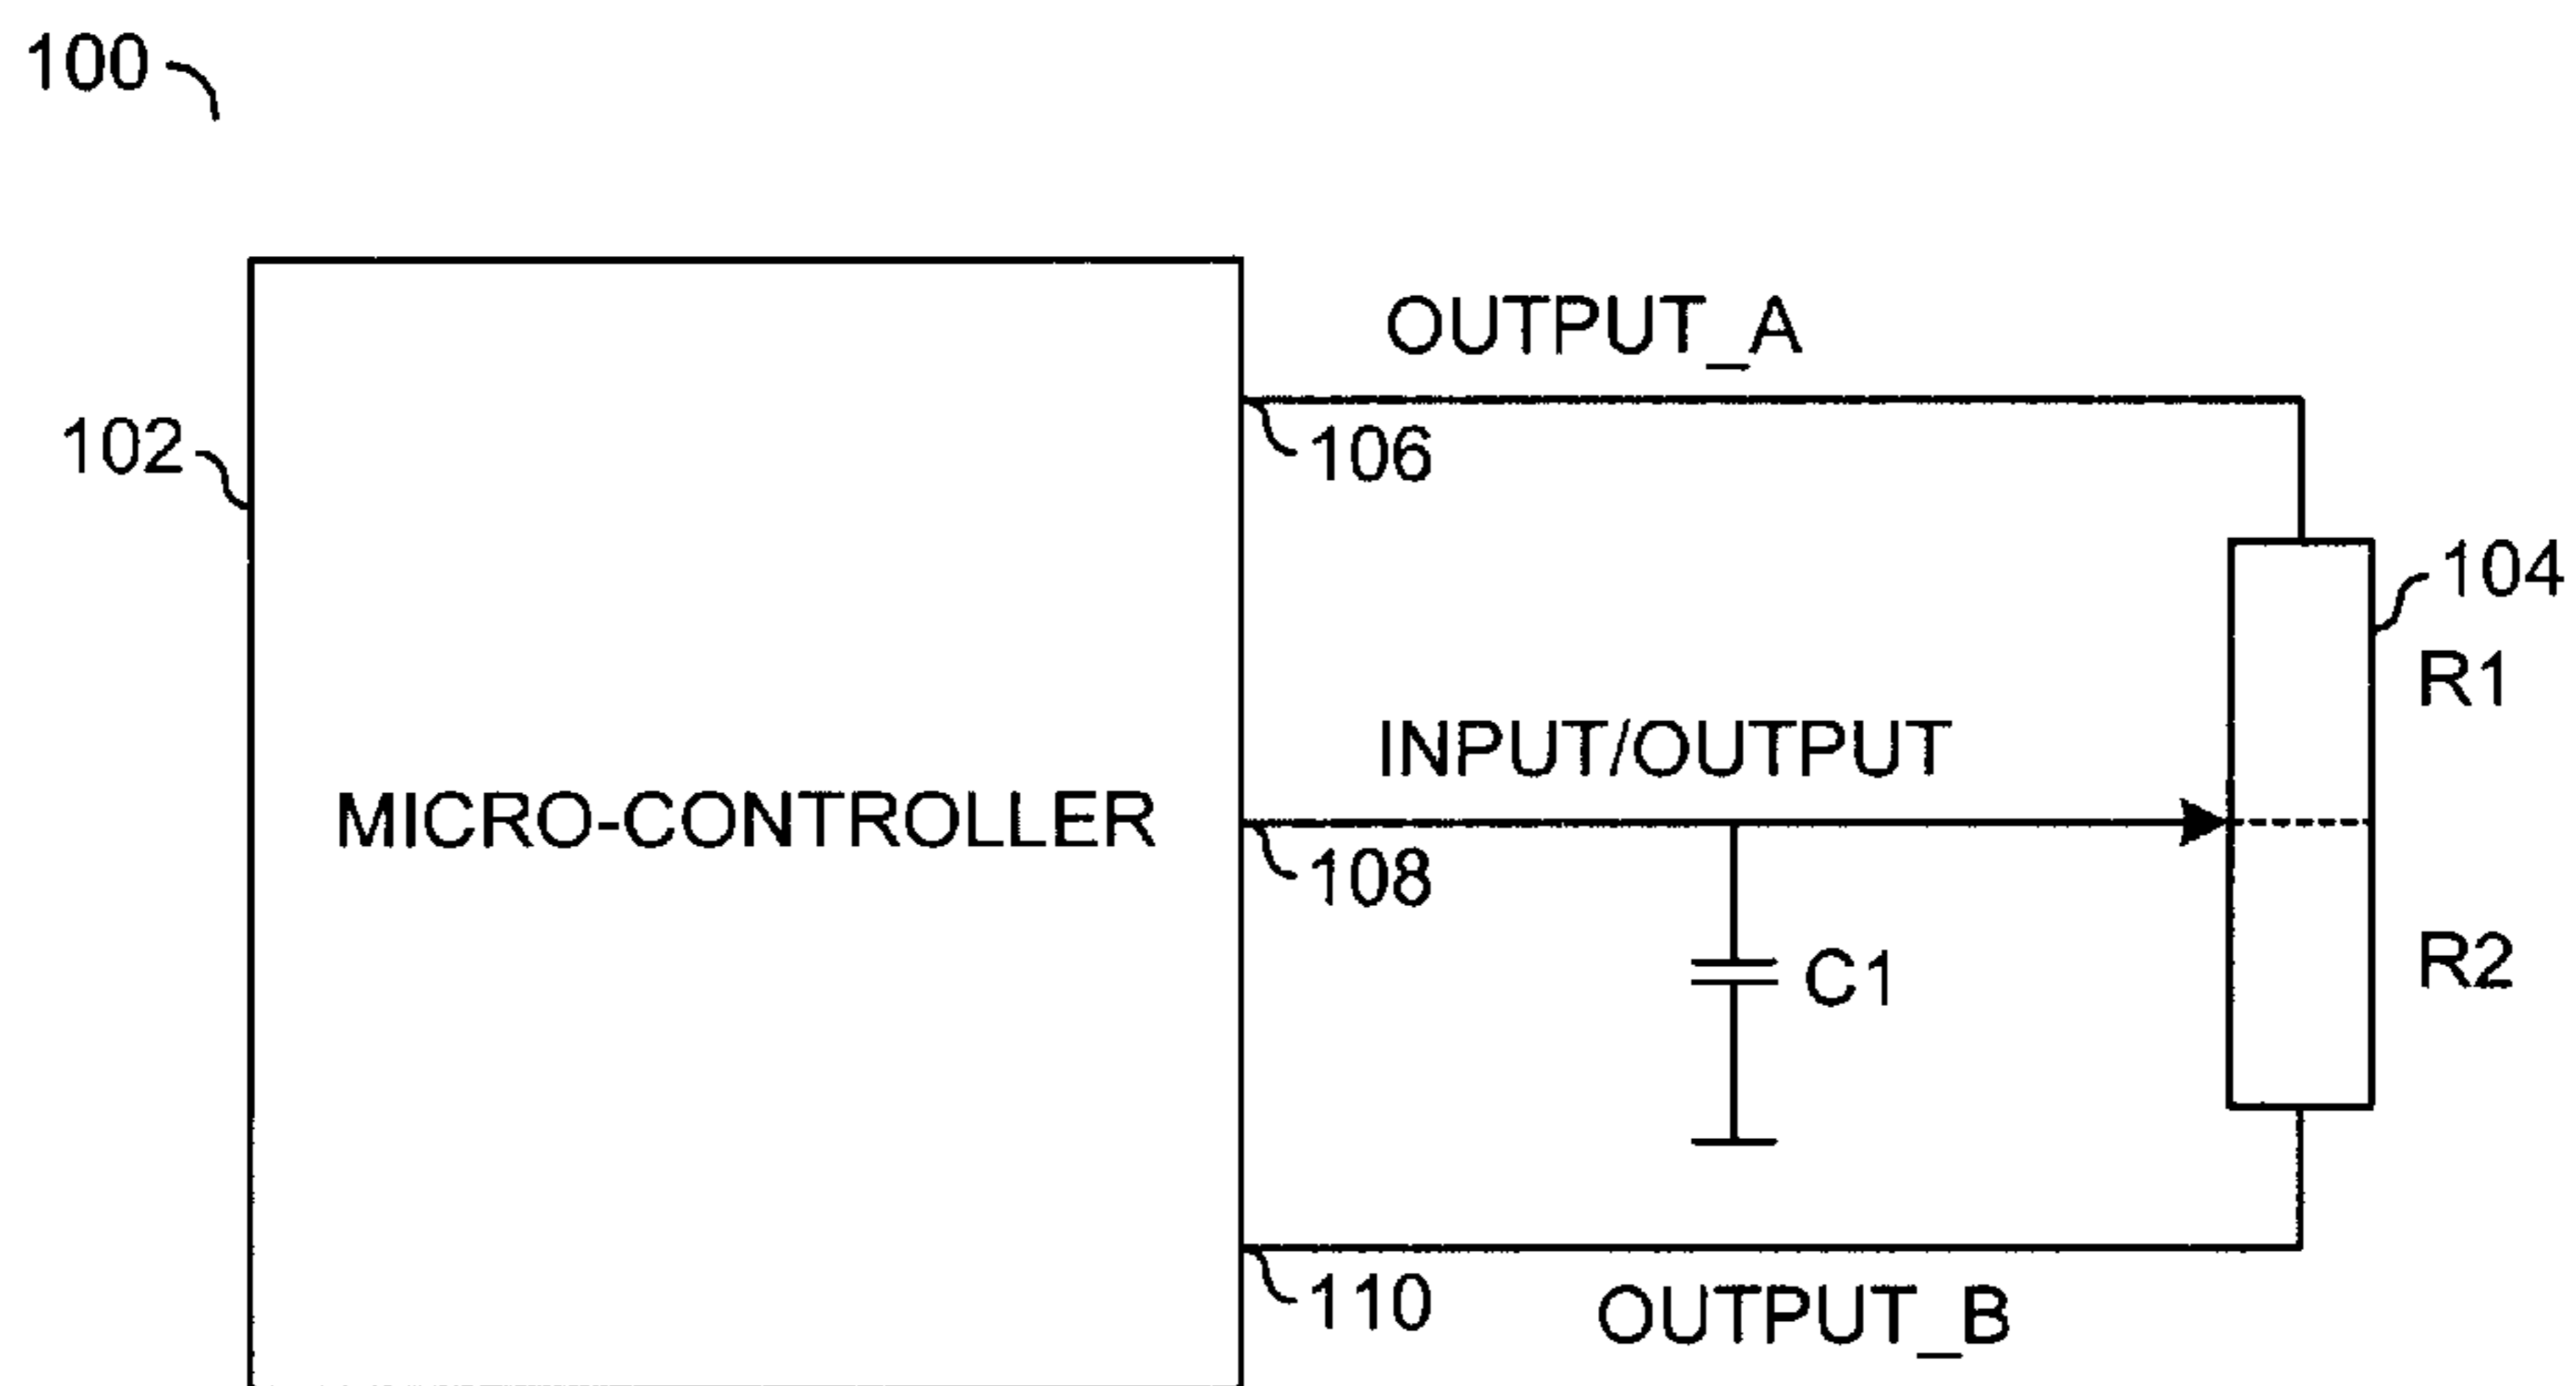 100
OUTPUT_A
102
106
104
R1
INPUT/OUTPUT
MICRO-CONTROLLER
108
R2
C1
110
OUTPUT_B